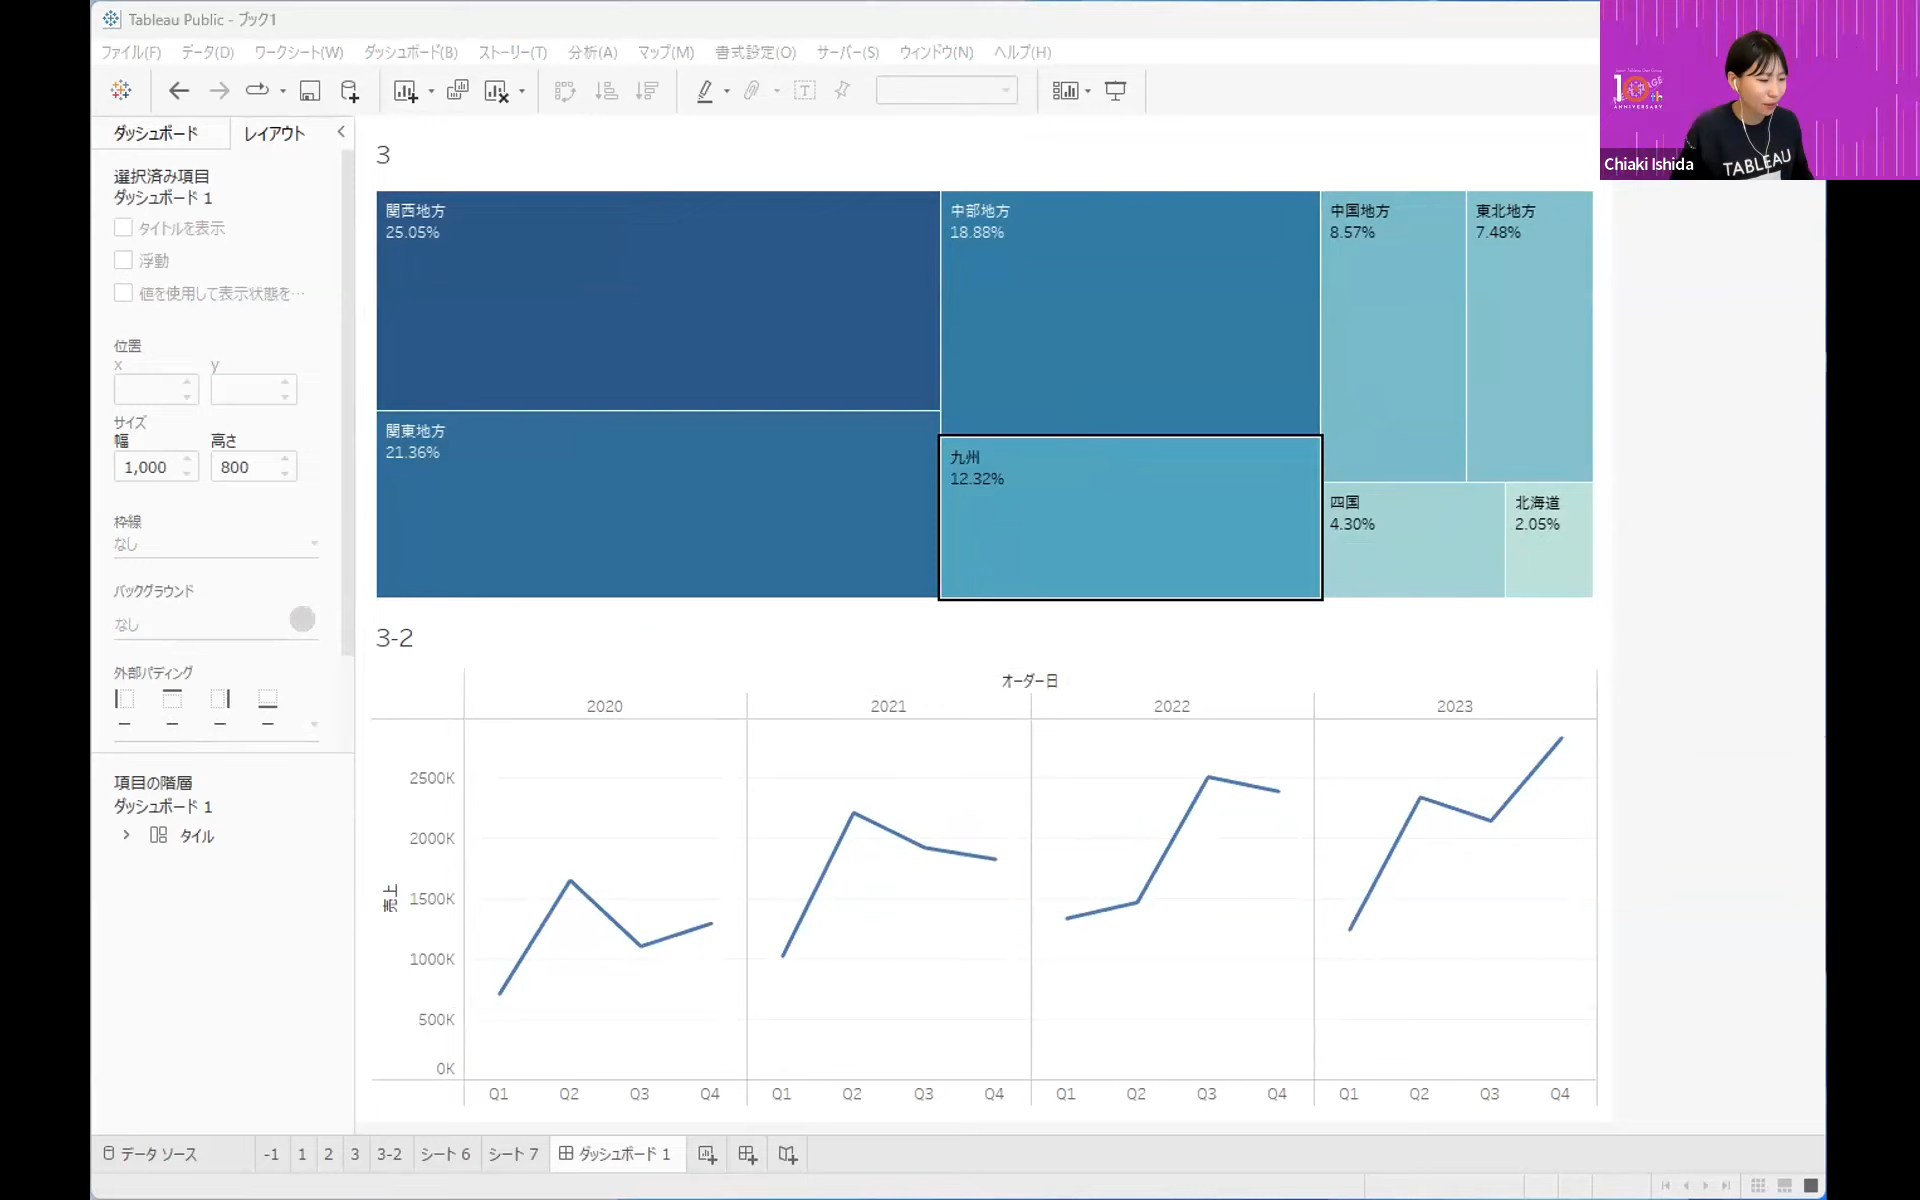 Tableau Public - ブック1
ファイル(F) データ(D) ワークシート(W) ダッシュボード(B) ストーリー(T) 分析(A) マップ(M) 書式設定(O) サーバー(S) ウィンドウ(N) ヘルプ(H)
ダッシュボード レイアウト
選択済み項目
ダッシュボード 1
タイトルを表示
浮動
値を使用して表示状態を…
位置
x y
サイズ
幅 高さ
1,000 800
枠線
なし
バックグラウンド
なし
外部パディング
項目の階層
ダッシュボード 1
タイル
3
関西地方
25.05%
関東地方
21.36%
中部地方
18.88%
九州
12.32%
中国地方
8.57%
東北地方
7.48%
四国
4.30%
北海道
2.05%
3-2
オーダー日
2020 2021 2022 2023
売上
2500K
2000K
1500K
1000K
500K
0K
Q1 Q2 Q3 Q4 Q1 Q2 Q3 Q4 Q1 Q2 Q3 Q4 Q1 Q2 Q3 Q4
データ ソース -1 1 2 3 3-2 シート 6 シート 7 ダッシュボード 1
Chiaki Ishida
TABLEAU
ANNIVERSARY